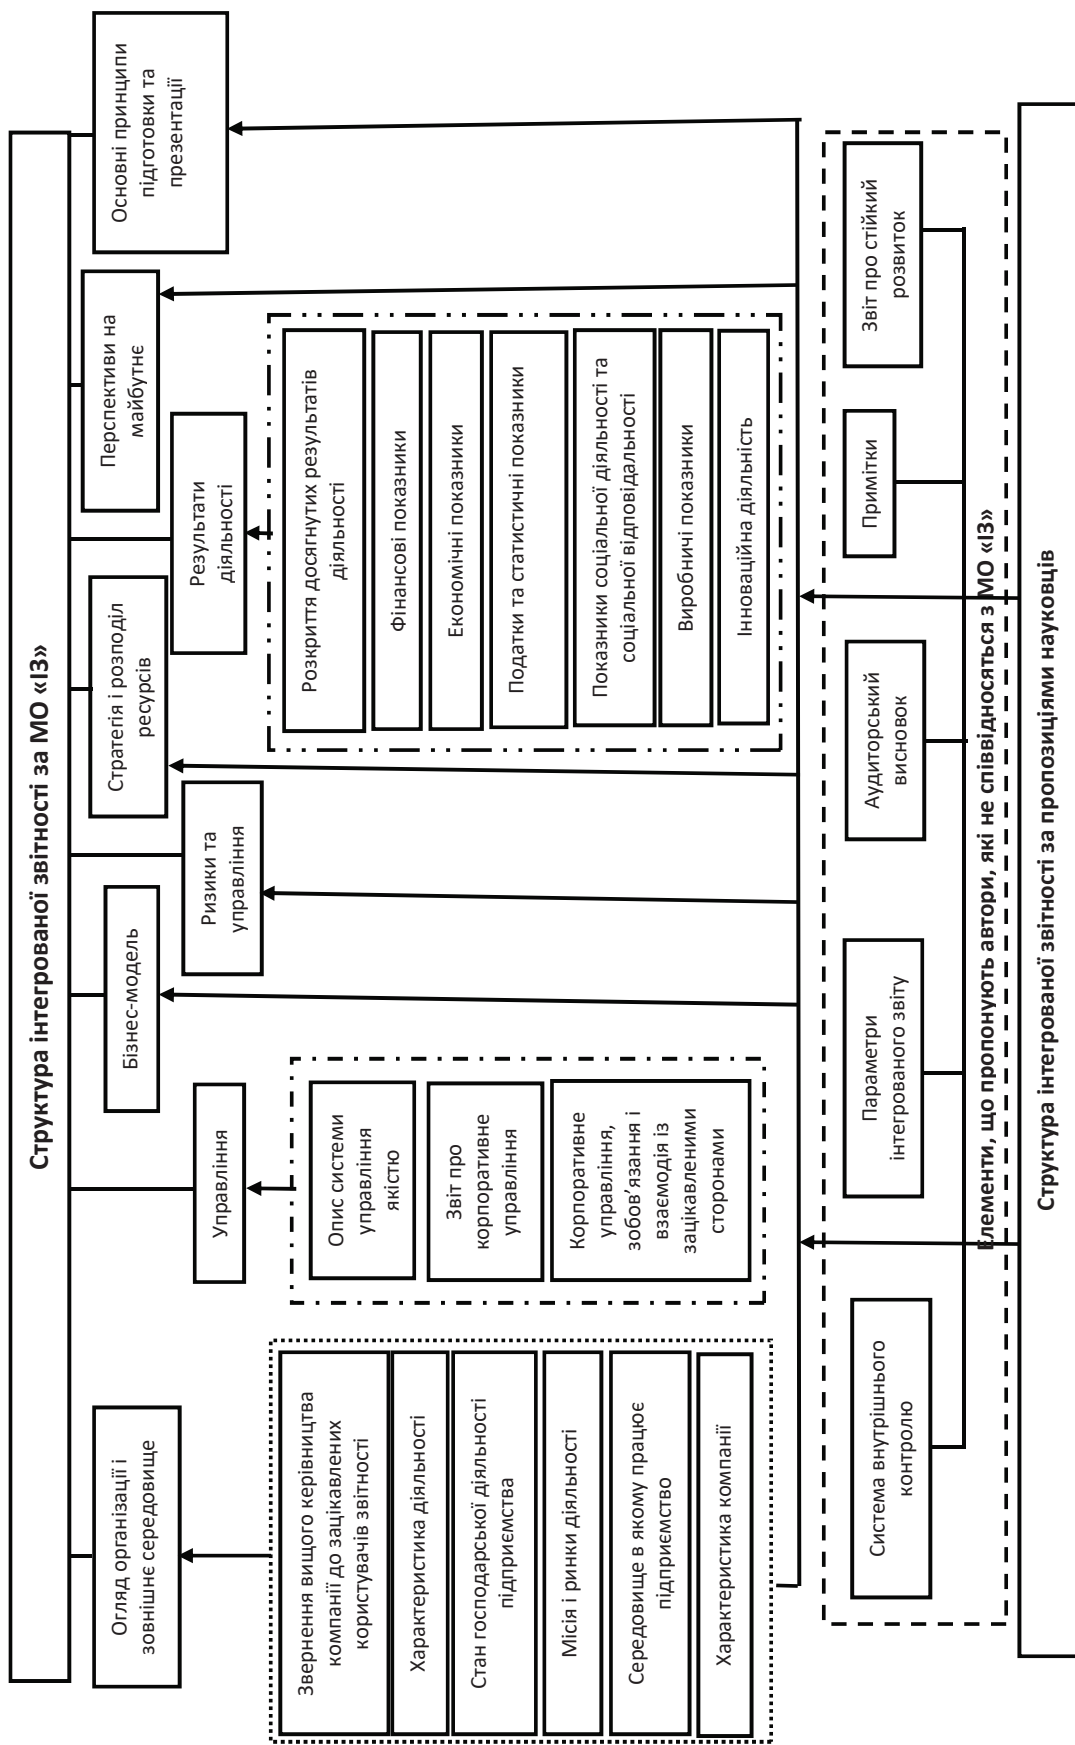 Структура інтегрованої звітності за МО «ІЗ»
Огляд організації і
зовнішнє середовище
Управління
Бізнес-модель
Ризики та
управління
Стратегія і розподіл
ресурсів
Результати
діяльності
Перспективи на
майбутнє
Основні принципи
підготовки та
презентації
Звернення вищого керівництва
компанії до зацікавлених
користувачів звітності
Характеристика діяльності
Стан господарської діяльності
підприємства
Місія і ринки діяльності
Середовище в якому працює
підприємство
Характеристика компанії
Опис системи
управління
якістю
Звіт про
корпоративне
управління
Корпоративне
управління,
зобов’язання і
взаємодія із
зацікавленими
сторонами
Розкриття досягнутих результатів
діяльності
Фінансові показники
Економічні показники
Податки та статистичні показники
Показники соціальної діяльності та
соціальної відповідальності
Виробничі показники
Інноваційна діяльність
Система внутрішнього
контролю
Параметри
інтегрованого звіту
Аудиторський
висновок
Примітки
Звіт про стійкий
розвиток
Елементи, що пропонують автори, які не співвідносяться з МО «ІЗ»
Структура інтегрованої звітності за пропозиціями науковців